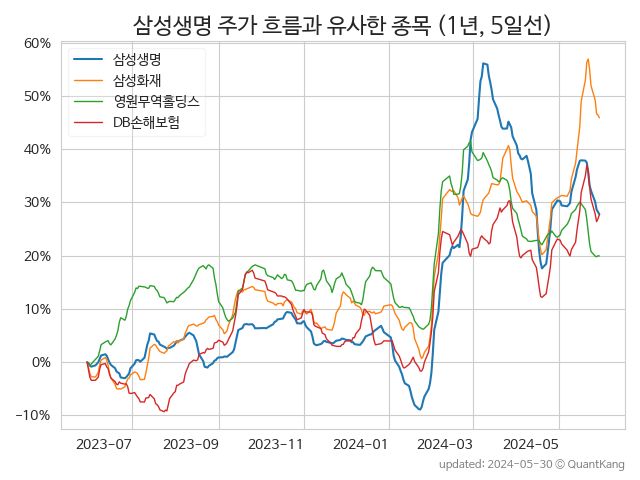 삼성생명 주가 흐름과 유사한 종목 (1년, 5일선)
60%
50%
40%
30%
20%
10%
0%
−10%
삼성생명
삼성화재
영원무역홀딩스
DB손해보험
2023-07 2023-09 2023-11 2024-01 2024-03 2024-05
updated: 2024-05-30 © QuantKang